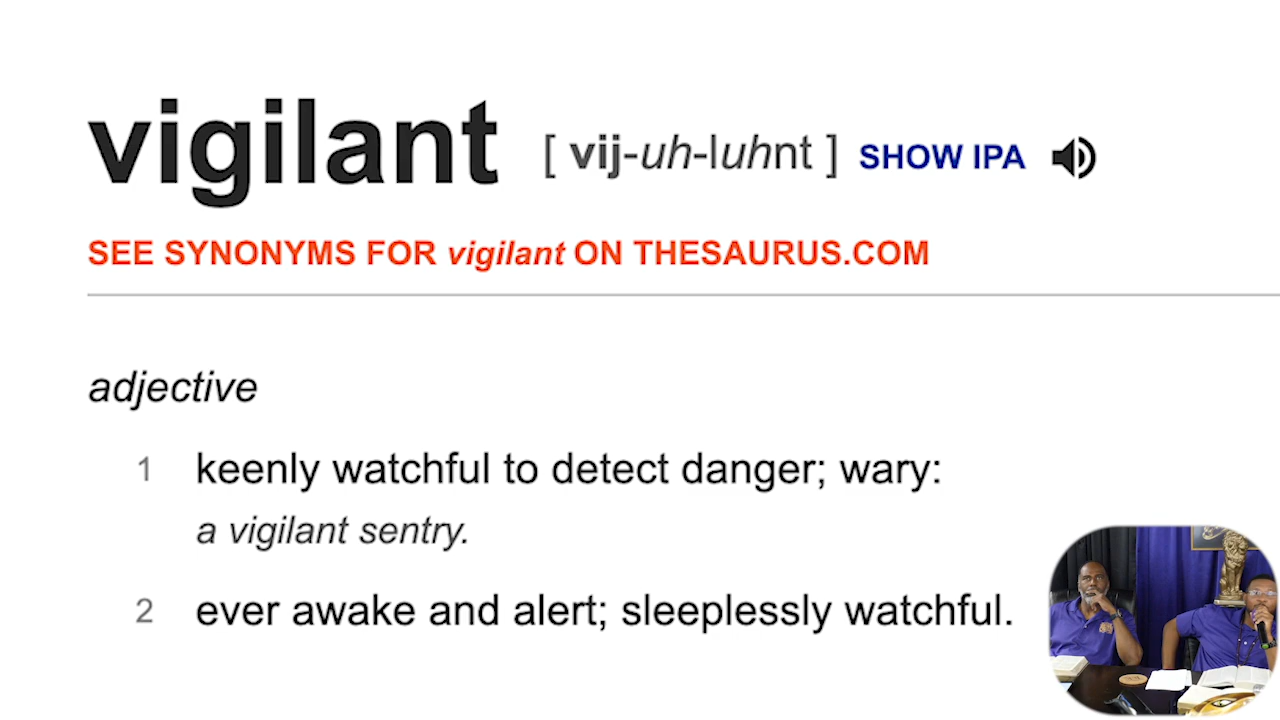 vigilant [ vij-uh-luhnt ] SHOW IPA
SEE SYNONYMS FOR vigilant ON THESAURUS.COM
adjective
1 keenly watchful to detect danger; wary:
a vigilant sentry.
2 ever awake and alert; sleeplessly watchful.